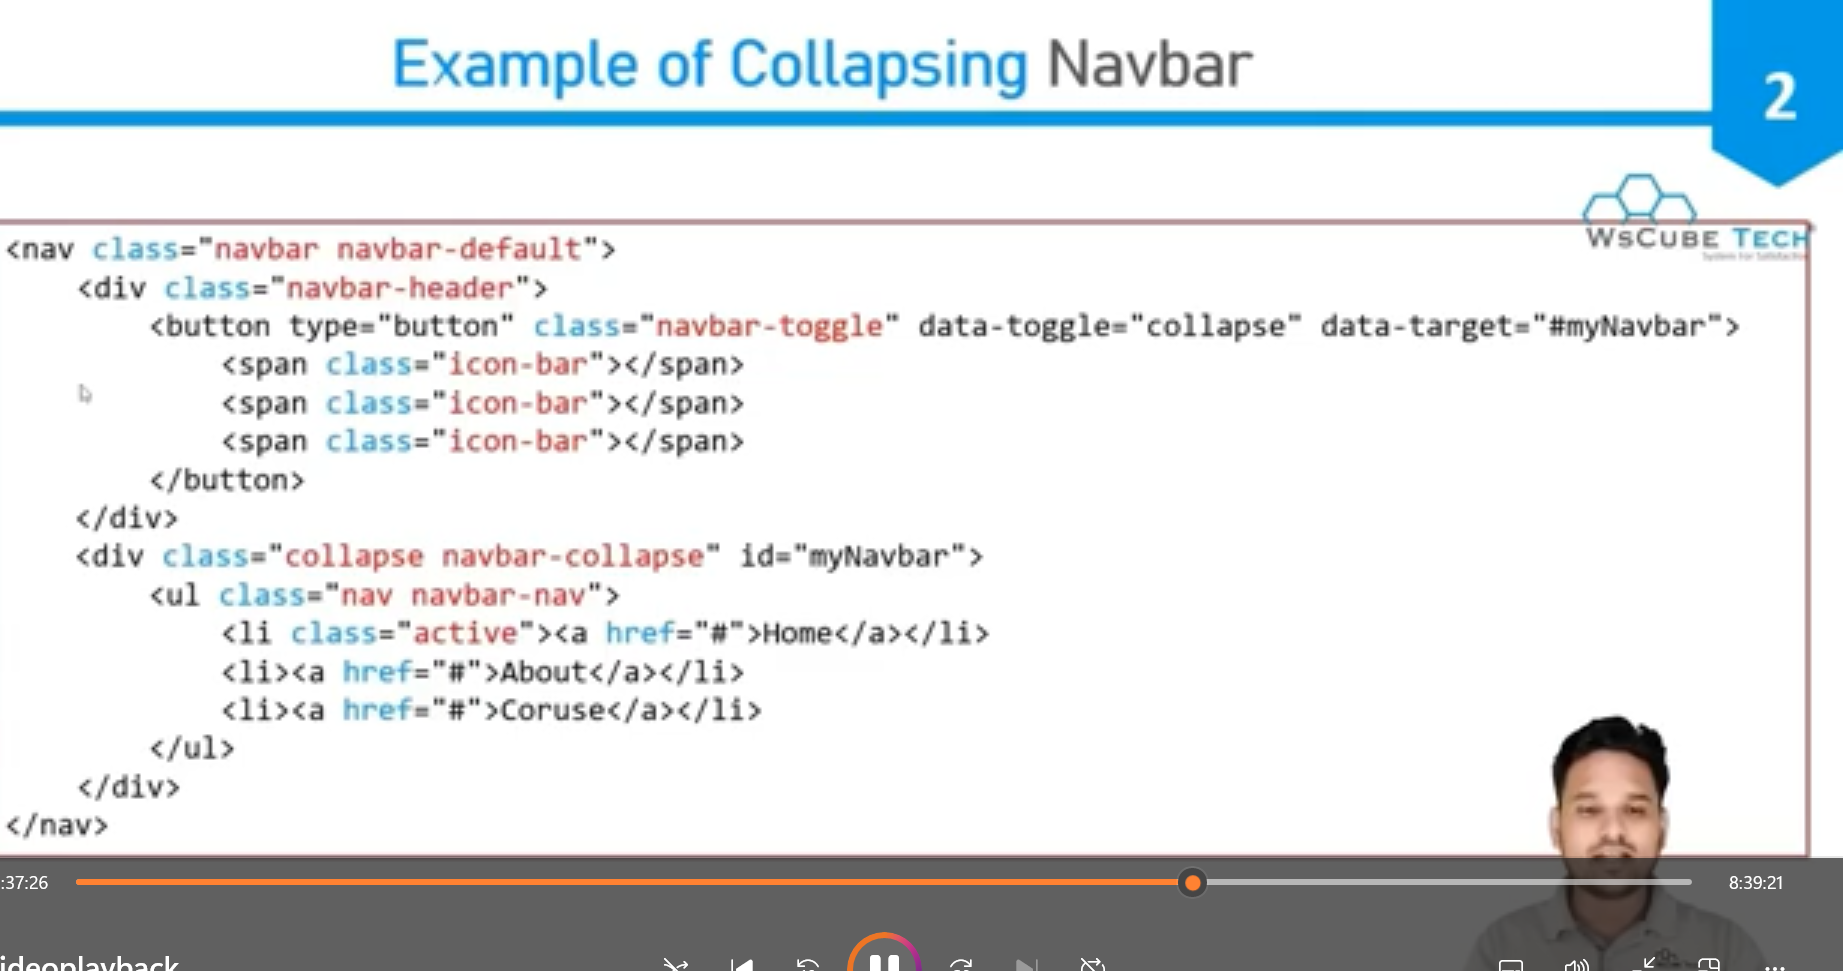 Example of Collapsing Navbar
2
WSCUBE TECH
<nav class="navbar navbar-default">
<div class="navbar-header">
<button type="button" class="navbar-toggle" data-toggle="collapse" data-target="#myNavbar">
<span class="icon-bar"></span>
<span class="icon-bar"></span>
<span class="icon-bar"></span>
</button>
</div>
<div class="collapse navbar-collapse" id="myNavbar">
<ul class="nav navbar-nav">
<li class="active"><a href="#">Home</a></li>
<li><a href="#">About</a></li>
<li><a href="#">Coruse</a></li>
</ul>
</div>
</nav>
:37:26
8:39:21
ideoplayback